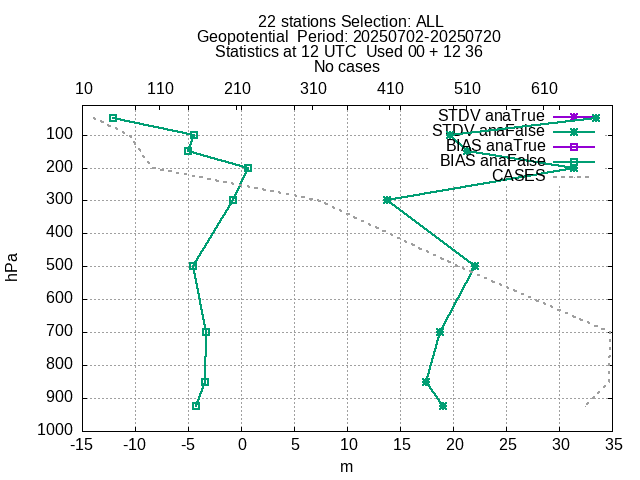 22 stations Selection: ALL
Geopotential  Period: 20250702-20250720
Statistics at 12 UTC  Used 00 + 12 36
No cases
10 110 210 310 410 510 610
STDV anaTrue
STDV anaFalse
BIAS anaTrue
BIAS anaFalse
CASES
100
200
300
400
500
600
700
800
900
1000
hPa
-15 -10 -5 0 5 10 15 20 25 30 35
m